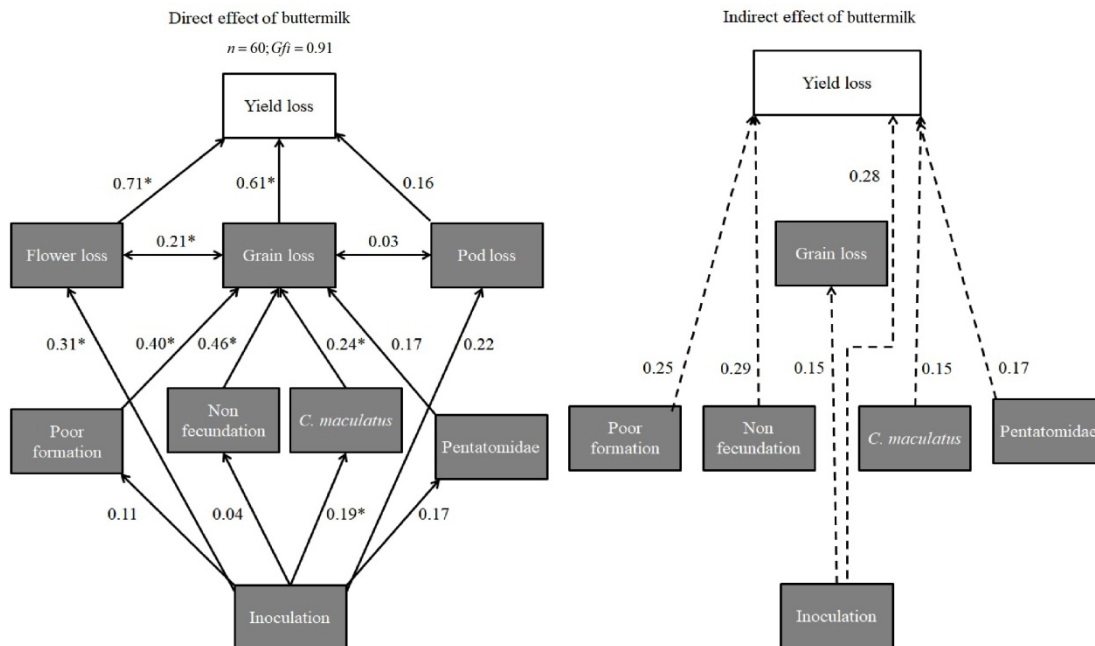 Direct effect of buttermilk
n = 60; Gfi = 0.91
Yield loss
0.71*
0.61*
0.16
Flower loss
0.21*
Grain loss
0.03
Pod loss
0.31*
0.40*
0.46*
0.24*
0.17
0.22
Poor
formation
Non
fecundation
C. maculatus
Pentatomidae
0.11
0.04
0.19*
0.17
Inoculation
Indirect effect of buttermilk
Yield loss
0.28
Grain loss
0.25
0.29
0.15
0.15
0.17
Poor
formation
Non
fecundation
C. maculatus
Pentatomidae
Inoculation